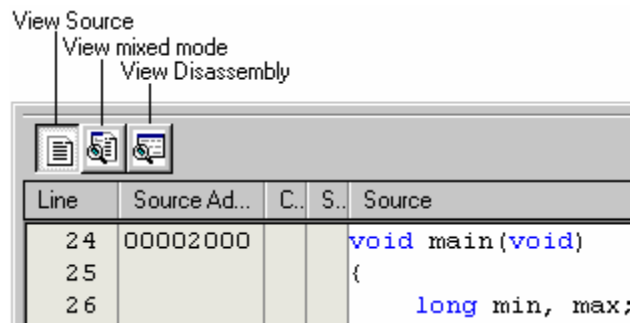 View Source
View mixed mode
View Disassembly
Line Source Ad... C.. S.. Source
24 00002000 void main(void)
25 {
26 long min, max;